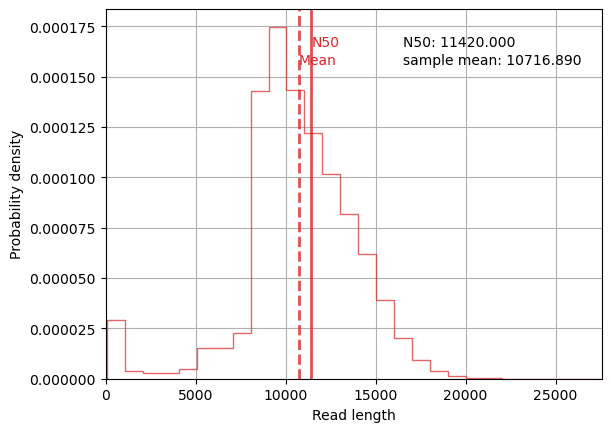 0.000175
N50
N50: 11420.000
Mean
sample mean: 10716.890
0.000150
0.000125
0.000100
0.000075
0.000050
0.000025
0.000000
Probability density
0
5000
10000
15000
20000
25000
Read length